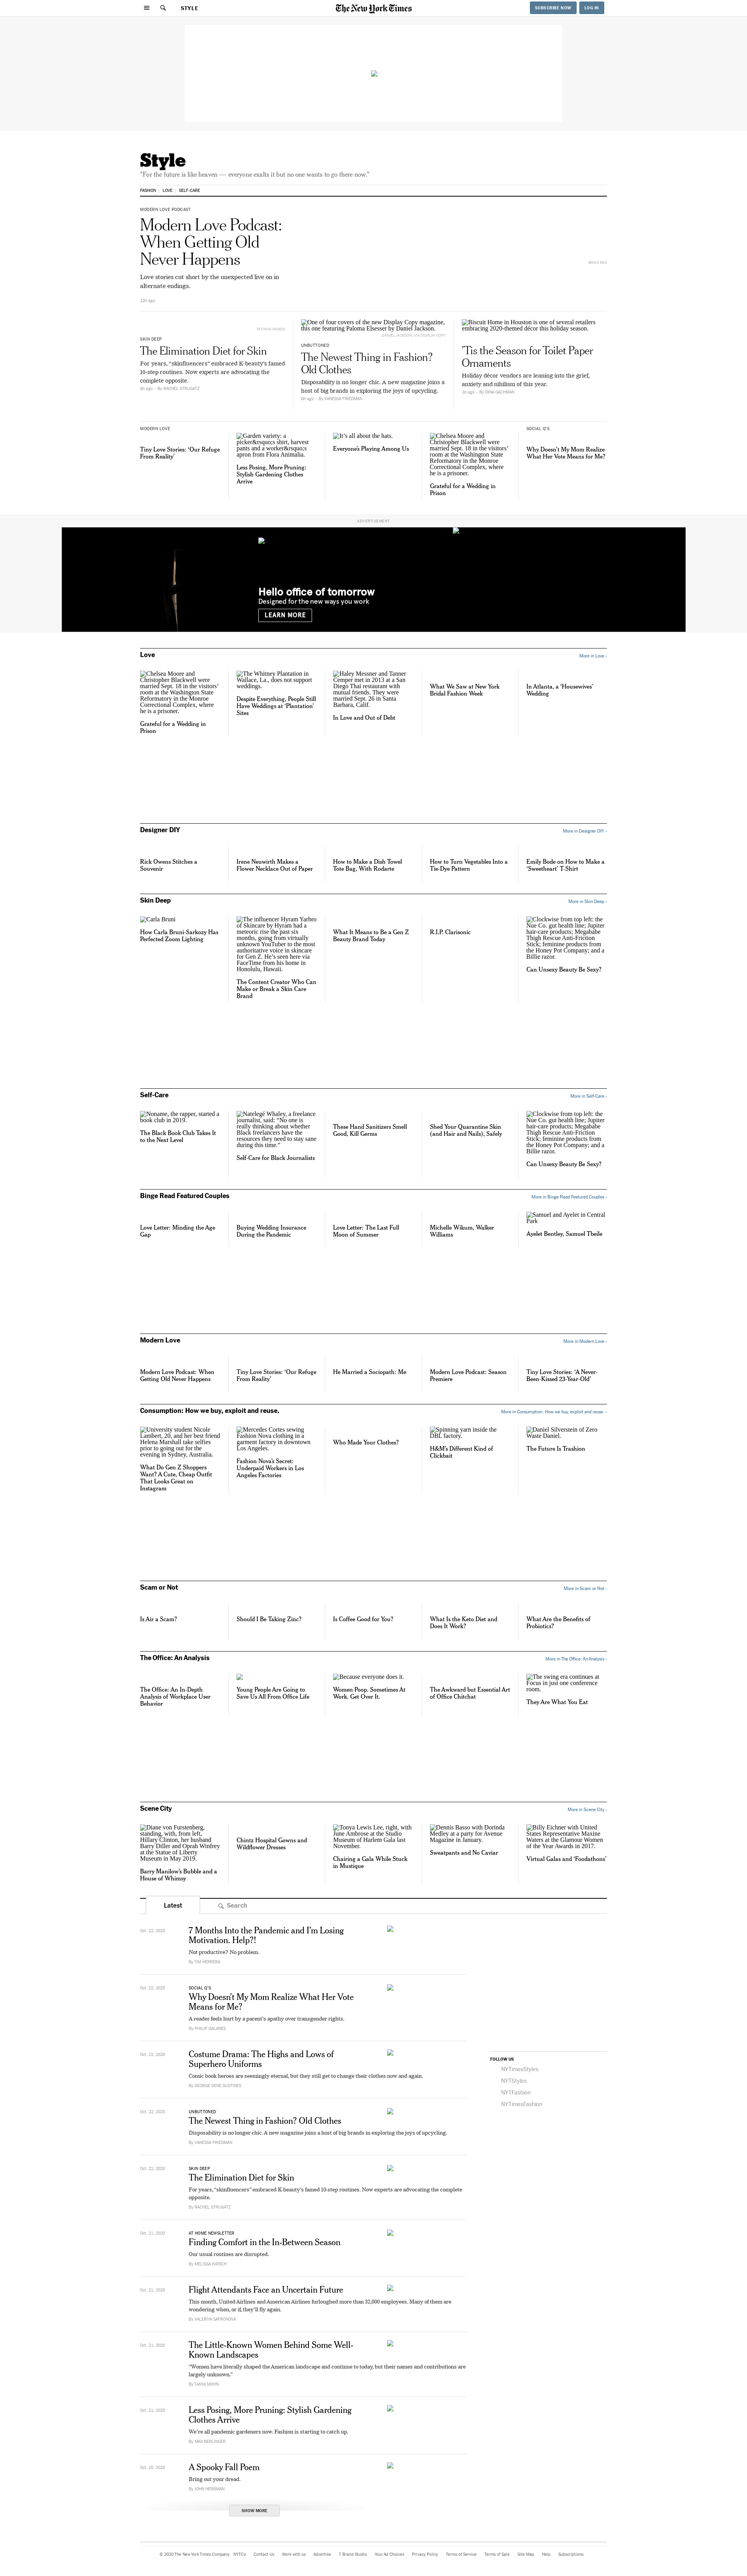 STYLE
The New York Times
SUBSCRIBE NOW
LOG IN
Style
"For the future is like heaven — everyone exalts it but no one wants to go there now."
FASHION
LOVE
SELF-CARE
MODERN LOVE PODCAST
Modern Love Podcast:
When Getting Old
Never Happens
Love stories cut short by the unexpected live on in
alternate endings.
12h ago
BRIAN REA
SKIN DEEP
The Elimination Diet for Skin
For years, “skinfluencers” embraced K-beauty’s famed
10-step routines. Now experts are advocating the
complete opposite.
By RACHEL STRUGATZ
One of four covers of the new Display Copy magazine,
this one featuring Paloma Elsesser by Daniel Jackson.
DANIEL JACKSON, VIA DISPLAY COPY
UNBUTTONED
The Newest Thing in Fashion?
Old Clothes
Disposability is no longer chic. A new magazine joins a
host of big brands in exploring the joys of upcycling.
By VANESSA FRIEDMAN
Biscuit Home in Houston is one of several retailers
embracing 2020-themed décor this holiday season.
’Tis the Season for Toilet Paper
Ornaments
Holiday décor vendors are leaning into the grief,
anxiety and nihilism of this year.
By GINA GACHMAN
MODERN LOVE
Tiny Love Stories: ‘Our Refuge
From Reality’
Garden variety: a
picker&rsquo;s shirt, harvest
pants and a worker&rsquo;s
apron from Flora Animalia.
Less Posing, More Pruning:
Stylish Gardening Clothes
Arrive
It’s all about the hats.
Everyone’s Playing Among Us
Chelsea Moore and
Christopher Blackwell were
married Sept. 18 in the visitors’
room at the Washington State
Reformatory in the Monroe
Correctional Complex, where
he is a prisoner.
Grateful for a Wedding in
Prison
SOCIAL Q’S
Why Doesn’t My Mom Realize
What Her Vote Means for Me?
ADVERTISEMENT
Hello office of tomorrow
Designed for the new ways you work
LEARN MORE
Love
More in Love ›
Chelsea Moore and
Christopher Blackwell were
married Sept. 18 in the visitors’
room at the Washington State
Reformatory in the Monroe
Correctional Complex, where
he is a prisoner.
Grateful for a Wedding in
Prison
The Whitney Plantation in
Wallace, La., does not support
weddings.
Despite Everything, People Still
Have Weddings at ‘Plantation’
Sites
Haley Messner and Tanner
Carpenter met in 2013 at a San
Diego Thai restaurant with
mutual friends. They were
married Sept. 26 in Santa
Barbara, Calif.
In Love and Out of Debt
What We Saw at New York
Bridal Fashion Week
In Atlanta, a ‘Housewives’
Wedding
Designer DIY
More in Designer DIY ›
Rick Owens Stitches a
Souvenir
Irene Neuwirth Makes a
Flower Necklace Out of Paper
How to Make a Dish Towel
Tote Bag, With Rodarte
How to Turn Vegetables Into a
Tie-Dye Pattern
Emily Bode on How to Make a
‘Sweetheart’ T-Shirt
Skin Deep
More in Skin Deep ›
Carla Bruni
How Carla Bruni-Sarkozy Has
Perfected Zoom Lighting
The influencer Hyram Yarbro
of Skincare by Hyram had a
meteoric rise the past six
months, going from virtually
unknown YouTuber to the most
authoritative voice in skincare
for Gen Z. He’s seen here via
FaceTime from his home in
Honolulu, Hawaii.
The Content Creator Who Can
Make or Break a Skin Care
Brand
What It Means to Be a Gen Z
Beauty Brand Today
R.I.P. Clarisonic
Clockwise from top left: the
Nue Co. gut health line; Jupiter
hair-care products; Megababe
Thigh Rescue Anti-Friction
Stick; feminine products from
the Honey Pot Company; and a
Billie razor.
Can Unsexy Beauty Be Sexy?
Self-Care
More in Self-Care ›
Noname, the rapper, started a
book club in 2019.
The Black Book Club Takes It
to the Next Level
Natelegé Whaley, a freelance
journalist, said: “No one is
really thinking about whether
Black freelancers have the
resources they need to stay sane
during this time.”
Self-Care for Black Journalists
These Hand Sanitizers Smell
Good, Kill Germs
Shed Your Quarantine Skin
(and Hair and Nails), Safely
Clockwise from top left: the
Nue Co. gut health line; Jupiter
hair-care products; Megababe
Thigh Rescue Anti-Friction
Stick; feminine products from
the Honey Pot Company; and a
Billie razor.
Can Unsexy Beauty Be Sexy?
Binge Read Featured Couples
More in Binge Read Featured Couples ›
Love Letter: Minding the Age
Gap
Buying Wedding Insurance
During the Pandemic
Love Letter: The Last Full
Moon of Summer
Michelle Wikum, Walker
Williams
Samuel and Ayelet in Central
Park
Ayelet Bentley, Samuel Tbeile
Modern Love
More in Modern Love ›
Modern Love Podcast: When
Getting Old Never Happens
Tiny Love Stories: ‘Our Refuge
From Reality’
He Married a Sociopath: Me
Modern Love Podcast: Season
Premiere
Tiny Love Stories: ‘A Never-
Been-Kissed 23-Year-Old’
Consumption: How we buy, exploit and reuse.
More in Consumption: How we buy, exploit and reuse. ›
University student Nicole
Lambert, 20, and her best friend
Helena Marshall take selfies
prior to going out for the
evening in Sydney, Australia.
What Do Gen Z Shoppers
Want? A Cute, Cheap Outfit
That Looks Great on
Instagram
Mercedes Cortes sewing
Fashion Nova clothing in a
garment factory in downtown
Los Angeles.
Fashion Nova’s Secret:
Underpaid Workers in Los
Angeles Factories
Who Made Your Clothes?
Spinning yarn inside the
DBL factory.
H&M’s Different Kind of
Clickbait
Daniel Silverstein of Zero
Waste Daniel.
The Future Is Trashion
Scam or Not
More in Scam or Not ›
Is Air a Scam?
Should I Be Taking Zinc?
Is Coffee Good for You?
What Is the Keto Diet and
Does It Work?
What Are the Benefits of
Probiotics?
The Office: An Analysis
More in The Office: An Analysis ›
The Office: An In-Depth
Analysis of Workplace User
Behavior
Young People Are Going to
Save Us All From Office Life
Because everyone does it.
Women Poop. Sometimes At
Work. Get Over It.
The Awkward but Essential Art
of Office Chitchat
The swing era continues at
Focus in just one conference
room.
They Are What You Eat
Scene City
More in Scene City ›
Diane von Furstenberg,
standing, with, from left,
Hillary Clinton, her husband
Barry Diller and Oprah Winfrey
at the Statue of Liberty
Museum in May 2019.
Barry Manilow’s Bubble and a
House of Whimsy
Chintz Hospital Gowns and
Wildflower Dresses
Tonya Lewis Lee, right, with
June Ambrose at the Studio
Museum of Harlem Gala last
November.
Chairing a Gala While Stuck
in Mustique
Dennis Basso with Dorinda
Medley at a party for Avenue
Magazine in January.
Sweatpants and No Caviar
Billy Eichner with United
States Representative Maxine
Waters at the Glamour Women
of the Year Awards in 2017.
Virtual Galas and ‘Foodathons’
Latest
Search
Oct. 22, 2020
7 Months Into the Pandemic and I’m Losing
Motivation. Help?!
Not productive? No problem.
By TIM HERRERA
Oct. 22, 2020
SOCIAL Q’S
Why Doesn’t My Mom Realize What Her Vote
Means for Me?
A reader feels hurt by a parent’s apathy over transgender rights.
By PHILIP GALANES
Oct. 22, 2020
Costume Drama: The Highs and Lows of
Superhero Uniforms
Comic book heroes are seemingly eternal, but they still get to change their clothes now and again.
By GEORGE GENE GUSTINES
Oct. 22, 2020
UNBUTTONED
The Newest Thing in Fashion? Old Clothes
Disposability is no longer chic. A new magazine joins a host of big brands in exploring the joys of upcycling.
By VANESSA FRIEDMAN
Oct. 22, 2020
SKIN DEEP
The Elimination Diet for Skin
For years, “skinfluencers” embraced K-beauty’s famed 10-step routines. Now experts are advocating the complete
opposite.
By RACHEL STRUGATZ
Oct. 21, 2020
AT HOME NEWSLETTER
Finding Comfort in the In-Between Season
Our usual routines are disrupted.
By MELISSA KIRSCH
Oct. 21, 2020
Flight Attendants Face an Uncertain Future
This month, United Airlines and American Airlines furloughed more than 32,000 employees. Many of them are
wondering when, or if, they’ll fly again.
By VALERIYA SAFRONOVA
Oct. 21, 2020
The Little-Known Women Behind Some Well-
Known Landscapes
“Women have literally shaped the American landscape and continue to today, but their names and contributions are
largely unknown.”
By TANYA MOHN
Oct. 21, 2020
Less Posing, More Pruning: Stylish Gardening
Clothes Arrive
We’re all pandemic gardeners now. Fashion is starting to catch up.
By MAX BERLINGER
Oct. 20, 2020
A Spooky Fall Poem
Bring out your dread.
By JOHN HERRMAN
SHOW MORE
FOLLOW US
NYTimesStyles
NYTStyles
NYTFashion
NYTimesFashion
© 2020 The New York Times Company
NYTCo
Contact Us
Work with us
Advertise
T Brand Studio
Your Ad Choices
Privacy Policy
Terms of Service
Terms of Sale
Site Map
Help
Subscriptions